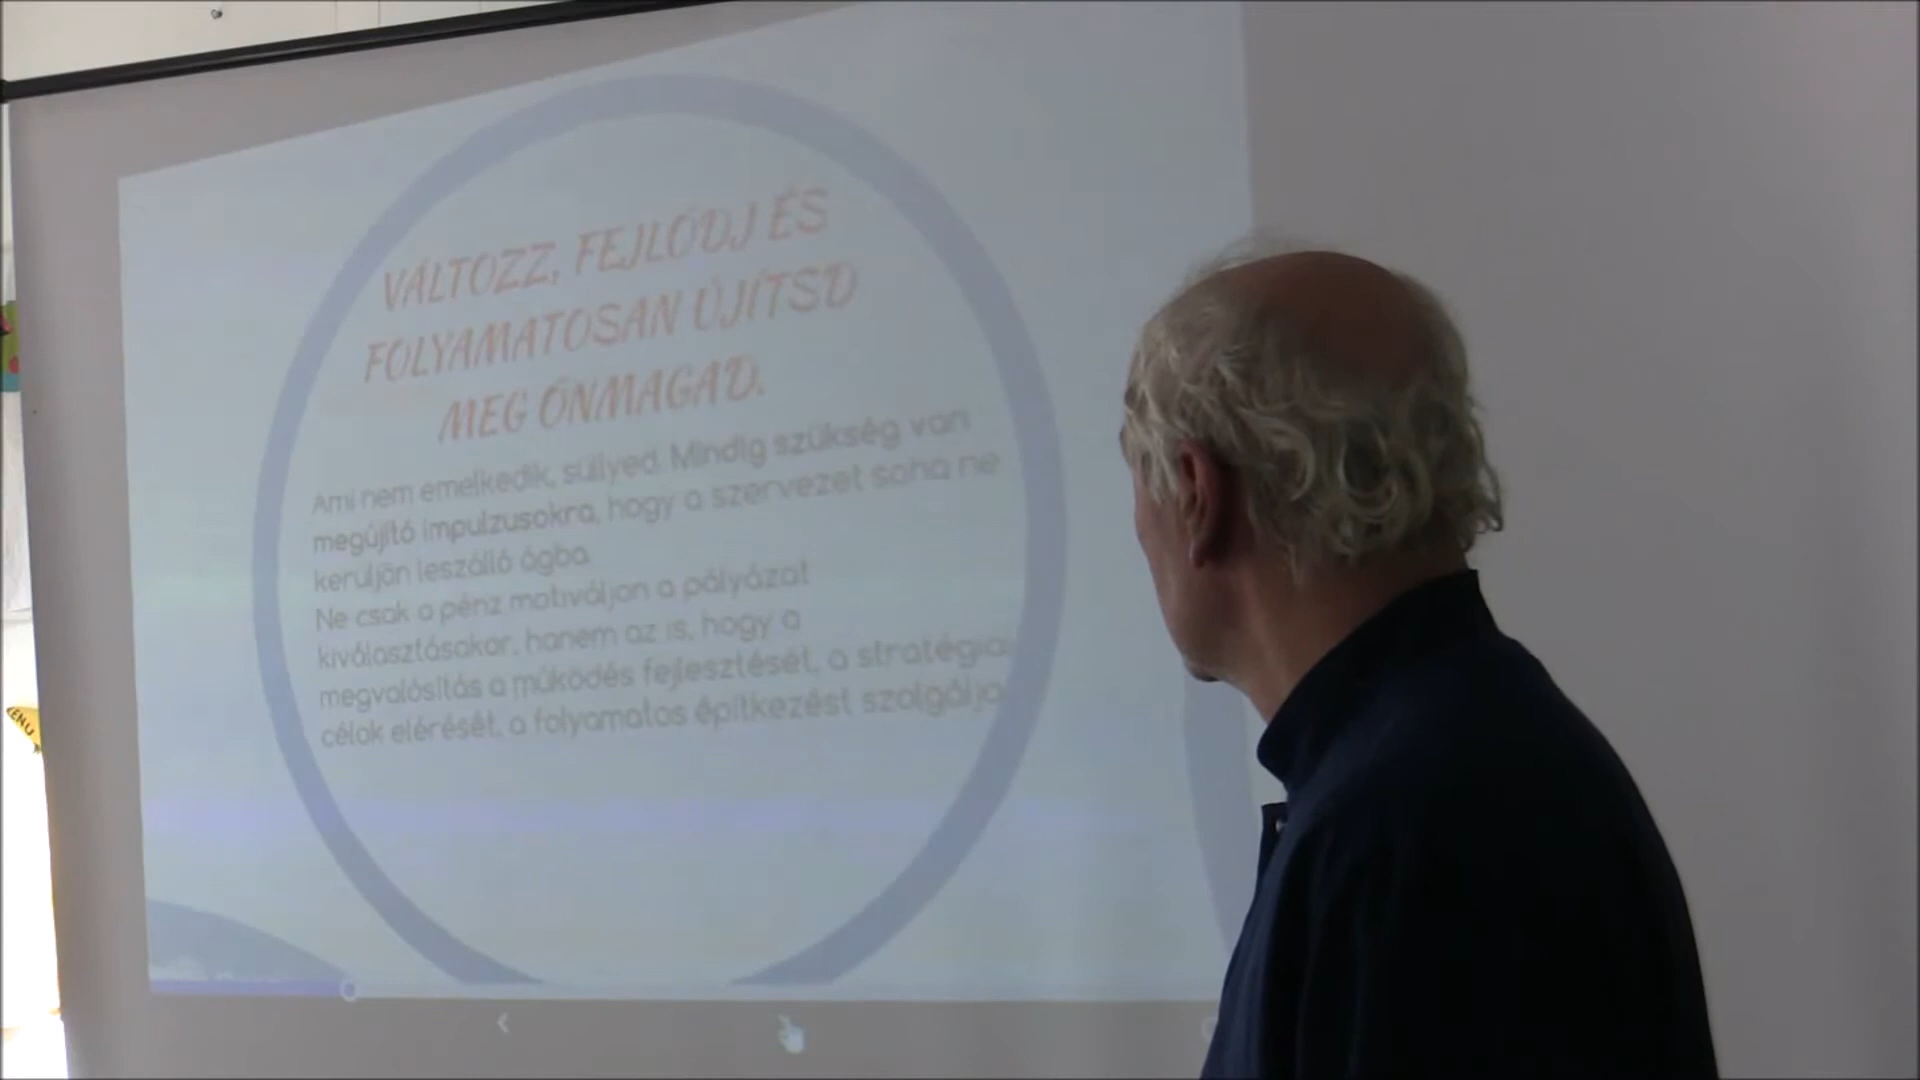 VÁLTOZZ, FEJLŐDJ ÉS
FOLYAMATOSAN ÚJÍTSD
MEG ÖNMAGAD.
Ami nem emelkedik, süllyed. Mindig szükség van
megújító impulzusokra, hogy a szervezet soha ne
kerüljön leszálló ágba.
Ne csak a pénz motiváljon a pályázat
kiválasztásakor, hanem az is, hogy a
megvalósítás a működés fejlesztését, a stratégiai
célok elérését, a folyamatos építkezést szolgálja